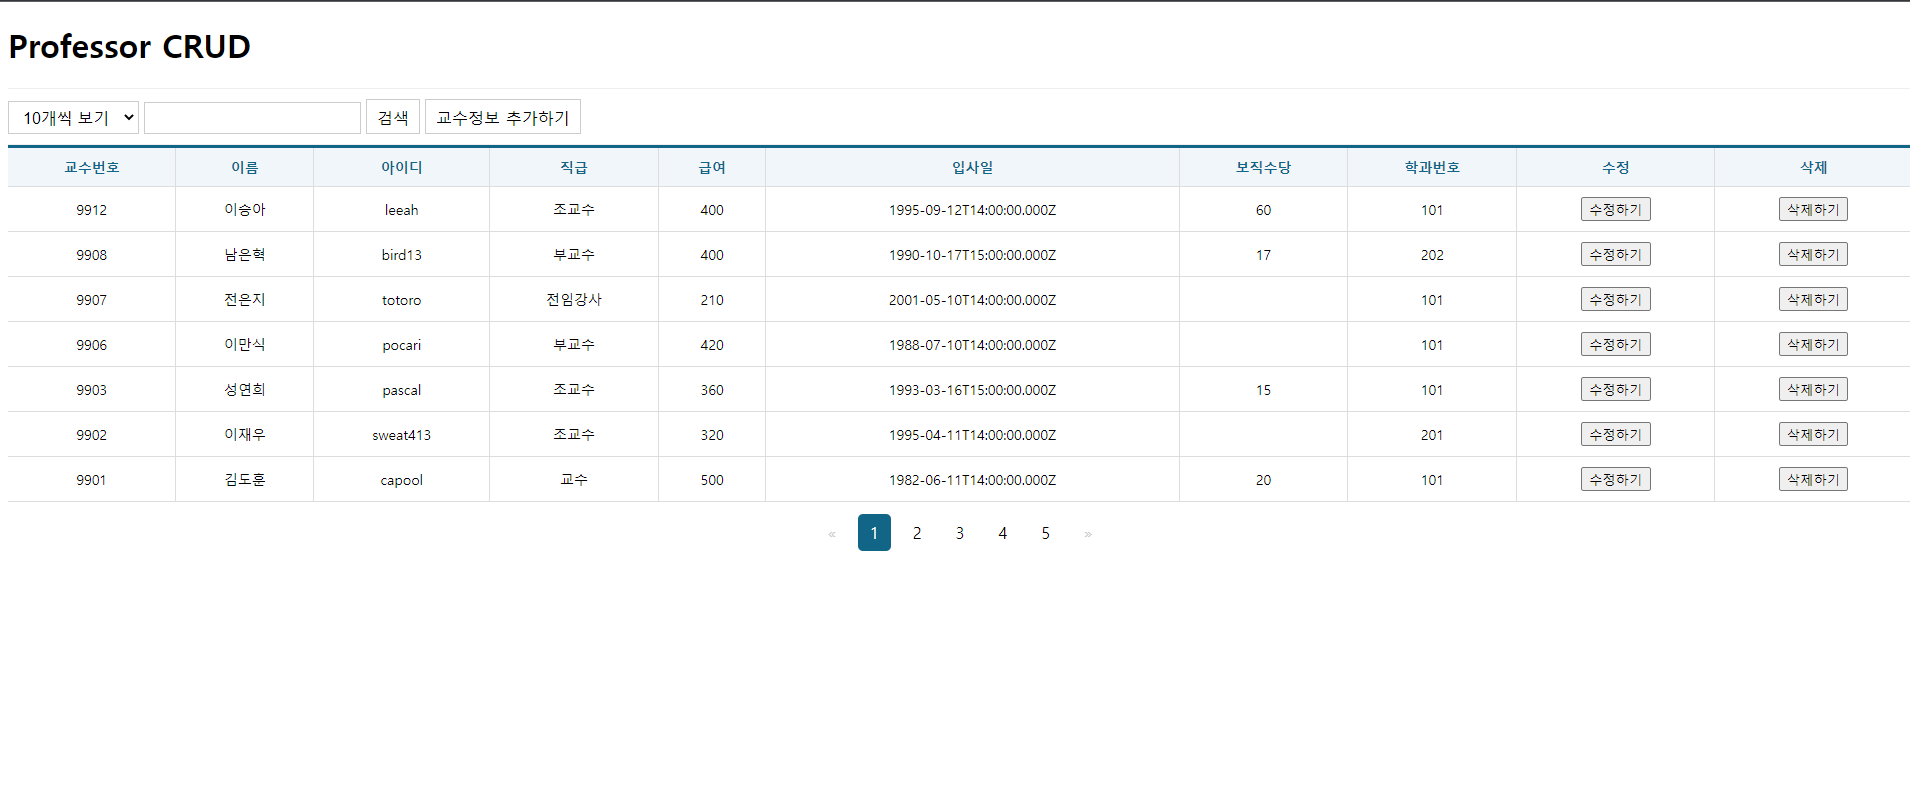 Professor CRUD
10개씩 보기 검색 교수정보 추가하기
교수번호 이름 아이디 직급 급여 입사일 보직수당 학과번호 수정 삭제
9912 이승아 leeah 조교수 400 1995-09-12T14:00:00.000Z 60 101 수정하기 삭제하기
9908 남은혁 bird13 부교수 400 1990-10-17T15:00:00.000Z 17 202 수정하기 삭제하기
9907 전은지 totoro 전임강사 210 2001-05-10T14:00:00.000Z 101 수정하기 삭제하기
9906 이만식 pocari 부교수 420 1988-07-10T14:00:00.000Z 101 수정하기 삭제하기
9903 성연희 pascal 조교수 360 1993-03-16T15:00:00.000Z 15 101 수정하기 삭제하기
9902 이재우 sweat413 조교수 320 1995-04-11T14:00:00.000Z 201 수정하기 삭제하기
9901 김도훈 capool 교수 500 1982-06-11T14:00:00.000Z 20 101 수정하기 삭제하기
« 1 2 3 4 5 »